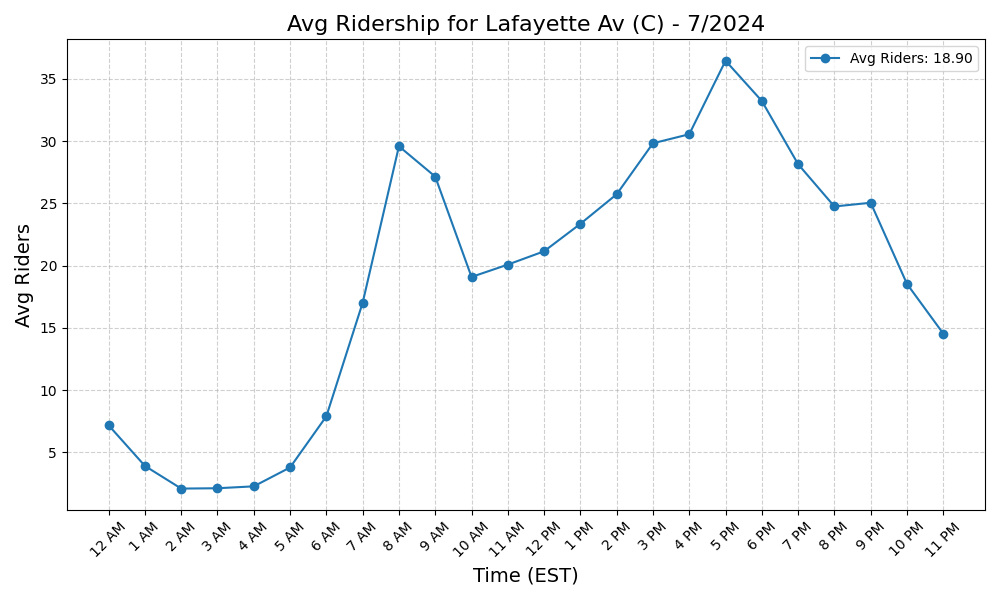 Avg Ridership for Lafayette Av (C) - 7/2024
Avg Riders: 18.90
Avg Riders
35
30
25
20
15
10
5
12 AM
1 AM
2 AM
3 AM
4 AM
5 AM
6 AM
7 AM
8 AM
9 AM
10 AM
11 AM
12 PM
1 PM
2 PM
3 PM
4 PM
5 PM
6 PM
7 PM
8 PM
9 PM
10 PM
11 PM
Time (EST)